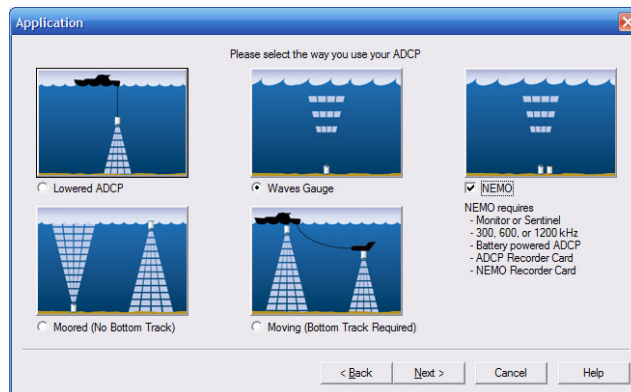 Application
Please select the way you use your ADCP
Lowered ADCP
Waves Gauge
NEMO
NEMO requires
- Monitor or Sentinel
- 300, 600, or 1200 kHz
- Battery powered ADCP
- ADCP Recorder Card
- NEMO Recorder Card
Moored (No Bottom Track)
Moving (Bottom Track Required)
< Back
Next >
Cancel
Help